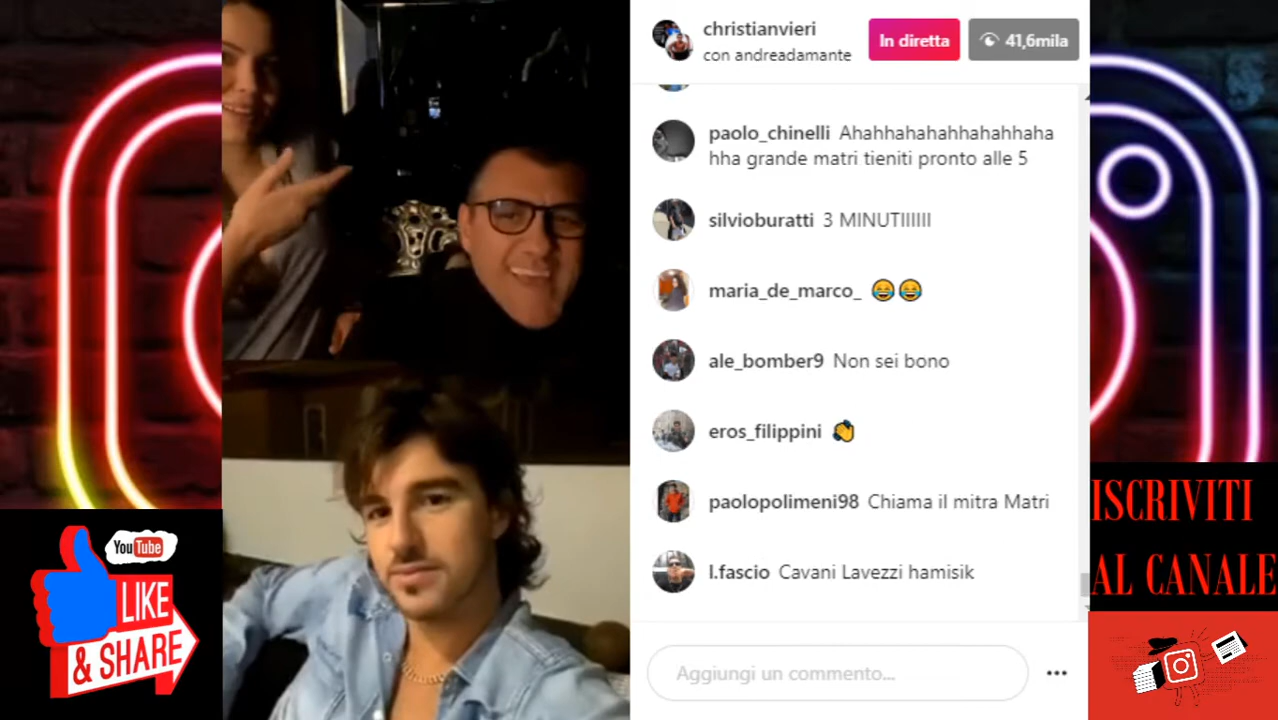 christianvieri
con andreadamante
In diretta
41,6mila
paolo_chinelli Ahahhahahahhahahhaha
hha grande matri tieniti pronto alle 5
silvioburatti 3 MINUTIIIIII
maria_de_marco_ 😂😂
ale_bomber9 Non sei bono
eros_filippini 👏
paolopolimeni98 Chiama il mitra Matri
l.fascio Cavani Lavezzi hamisik
Aggiungi un commento...
YouTube
LIKE
& SHARE
ISCRIVITI
AL CANALE